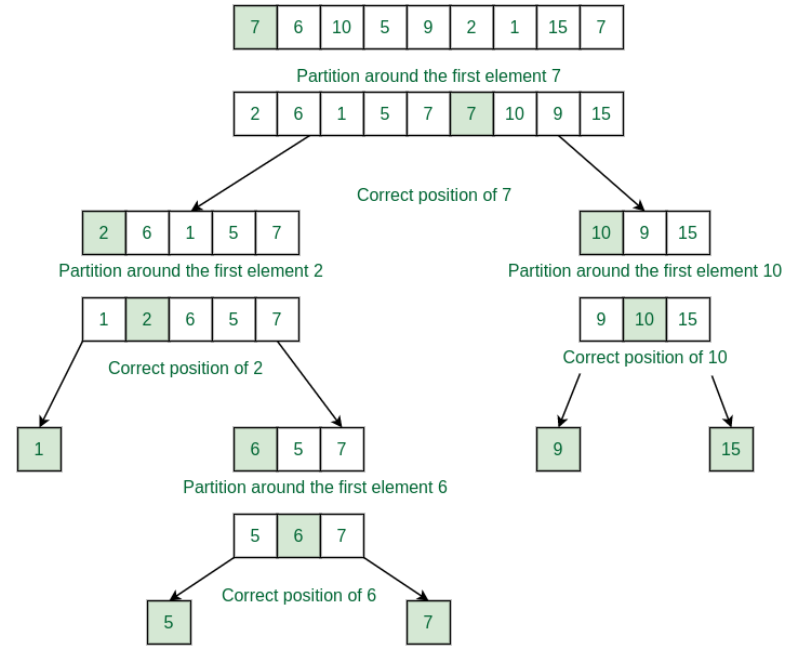 7 6 10 5 9 2 1 15 7
Partition around the first element 7
2 6 1 5 7 7 10 9 15
Correct position of 7
2 6 1 5 7
10 9 15
Partition around the first element 2
Partition around the first element 10
1 2 6 5 7
9 10 15
Correct position of 2
Correct position of 10
1
6 5 7
9
15
Partition around the first element 6
5 6 7
Correct position of 6
5
7